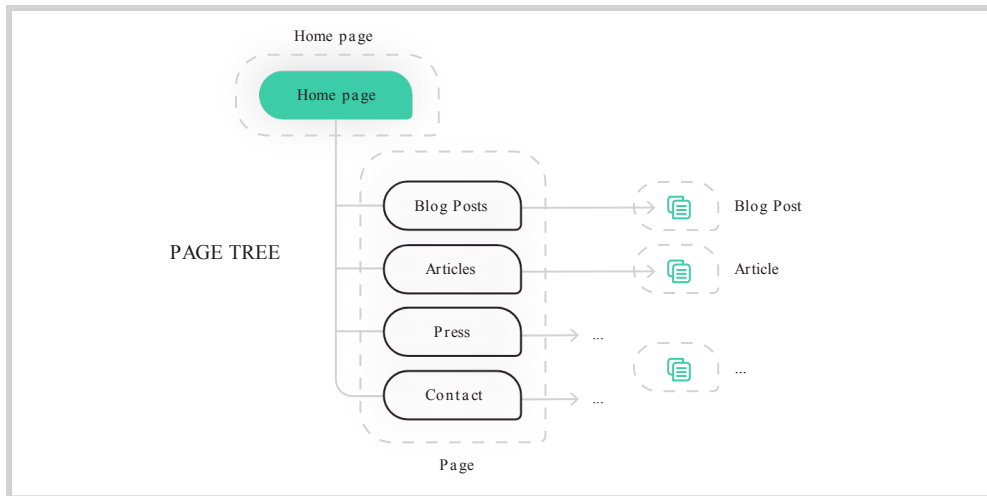 Home page
Home page
Blog Posts
Blog Post
PAGE TREE
Articles
Article
Press
...
...
Contact
...
Page